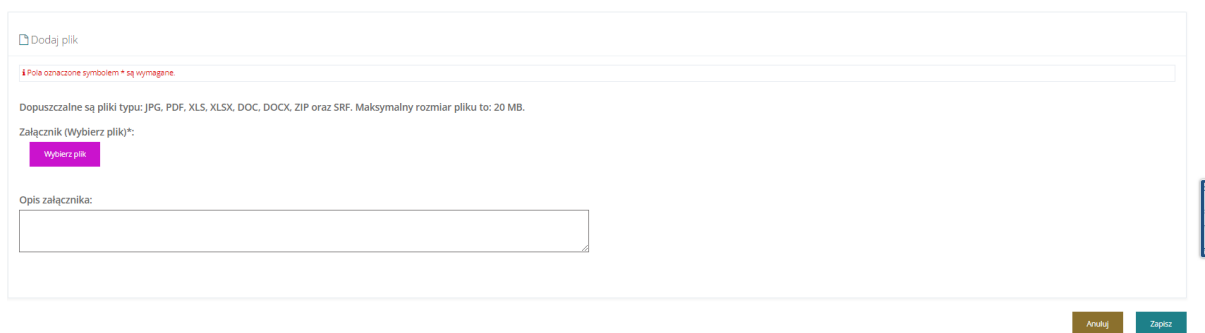 Dodaj plik
Pola oznaczone symbolem * są wymagane.
Dopuszczalne są pliki typu: JPG, PDF, XLS, XLSX, DOC, DOCX, ZIP oraz SRF. Maksymalny rozmiar pliku to: 20 MB.
Załącznik (Wybierz plik)*:
Wybierz plik
Opis załącznika:
Anuluj Zapisz